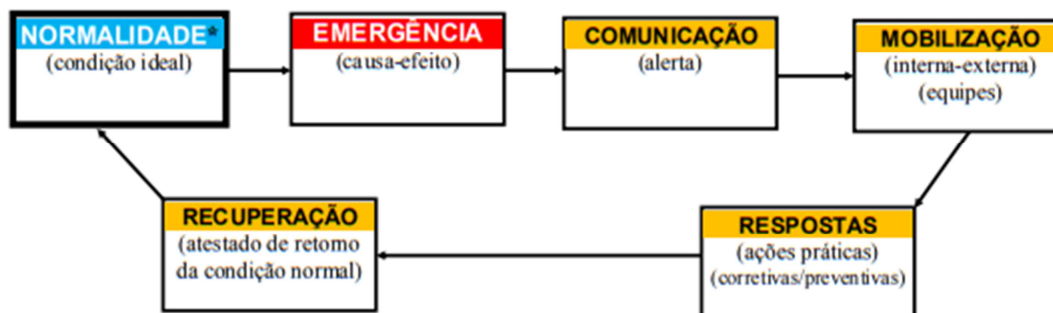 NORMALIDADE*
(condição ideal)
EMERGÊNCIA
(causa-efeito)
COMUNICAÇÃO
(alerta)
MOBILIZAÇÃO
(interna-externa)
(equipes)
RECUPERAÇÃO
(atestado de retorno
da condição normal)
RESPOSTAS
(ações práticas)
(corretivas/preventivas)